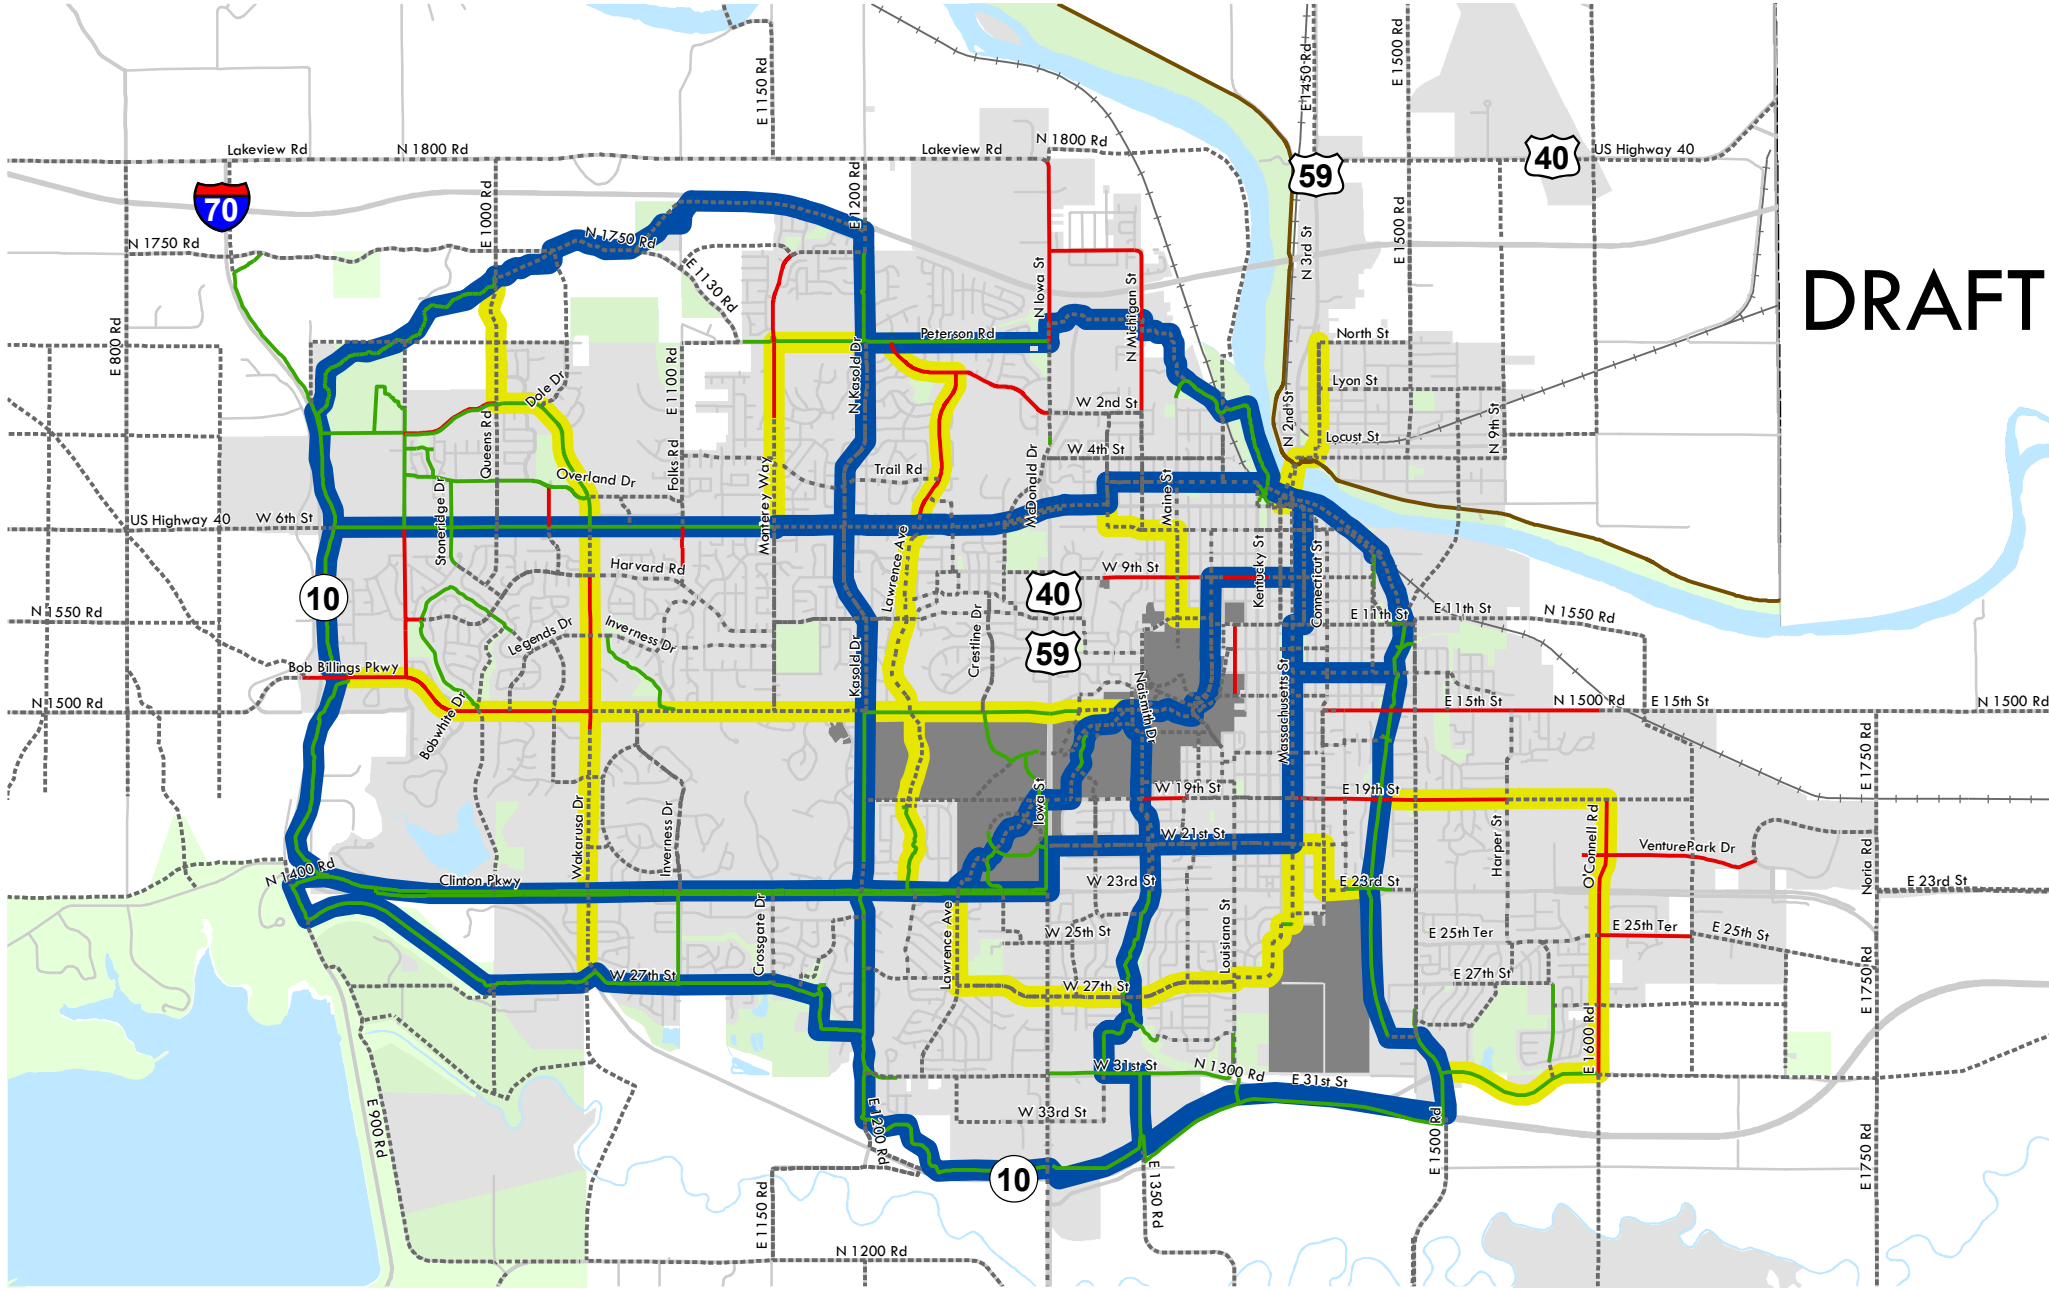 E 1150 Rd
E 1450 Rd
E 1500 Rd
Lakeview Rd
N 1800 Rd
Lakeview Rd
N 1800 Rd
40
US Highway 40
59
70
E 1000 Rd
E 1200 Rd
N 1750 Rd
N 1750 Rd
E 1130 Rd
N Iowa St
N Michigan St
N 3rd St
E 1500 Rd
DRAFT
E 800 Rd
Peterson Rd
North St
E 1100 Rd
N Kasold Dr
Dole Dr
W 2nd St
Lyon St
N 2nd St
N 9th St
Queens Rd
Folks Rd
Locust St
W 4th St
Trail Rd
McDonald Dr
Maine St
Overland Dr
Stoneridge Dr
Monterey Way
US Highway 40
W 6th St
Lawrence Ave
Kentucky St
Connecticut St
Harvard Rd
W 9th St
10
40
N 1550 Rd
E 11th St
E 11th St
N 1550 Rd
Legends Dr
Inverness Dr
Crestline Dr
59
Bob Billings Pkwy
Kasold Dr
Naismith Dr
Massachusetts St
N 1500 Rd
Bobwhite Dr
E 15th St
N 1500 Rd
E 15th St
N 1500 Rd
E 1750 Rd
W 19th St
E 19th St
Iowa St
Wakarusa Dr
Inverness Dr
W 21st St
Harper St
O'Connell Rd
VenturePark Dr
Noria Rd
N 1400 Rd
Clinton Pkwy
W 23rd St
E 23rd St
E 23rd St
Crossgate Dr
Lawrence Ave
W 25th St
Louisiana St
E 25th Ter
E 25th Ter
E 25th St
W 27th St
W 27th St
E 27th St
E 1750 Rd
E 1600 Rd
W 31st St
N 1300 Rd
E 31st St
E 900 Rd
W 33rd St
E 1200 Rd
E 1500 Rd
E 1750 Rd
10
E 1150 Rd
E 1350 Rd
N 1200 Rd